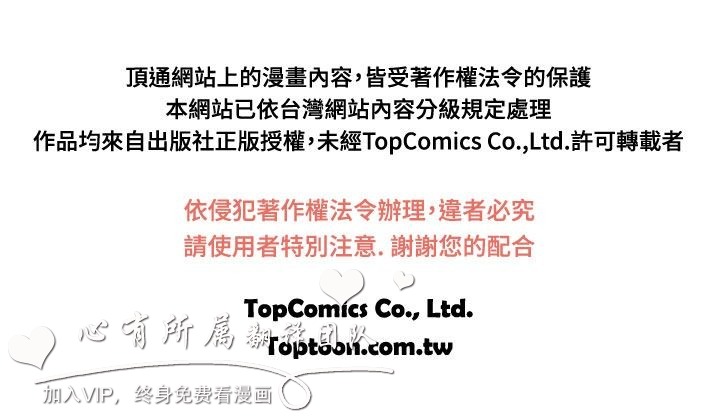 頂通網站上的漫畫內容，皆受著作權法令的保護
本網站已依台灣網站內容分級規定處理
作品均來自出版社正版授權，未經TopComics Co.,Ltd.許可轉載者
依侵犯著作權法令辦理，違者必究
請使用者特別注意. 謝謝您的配合
TopComics Co., Ltd.
心有所属翻译团队
Toptoon.com.tw
加入VIP，终身免费看漫画